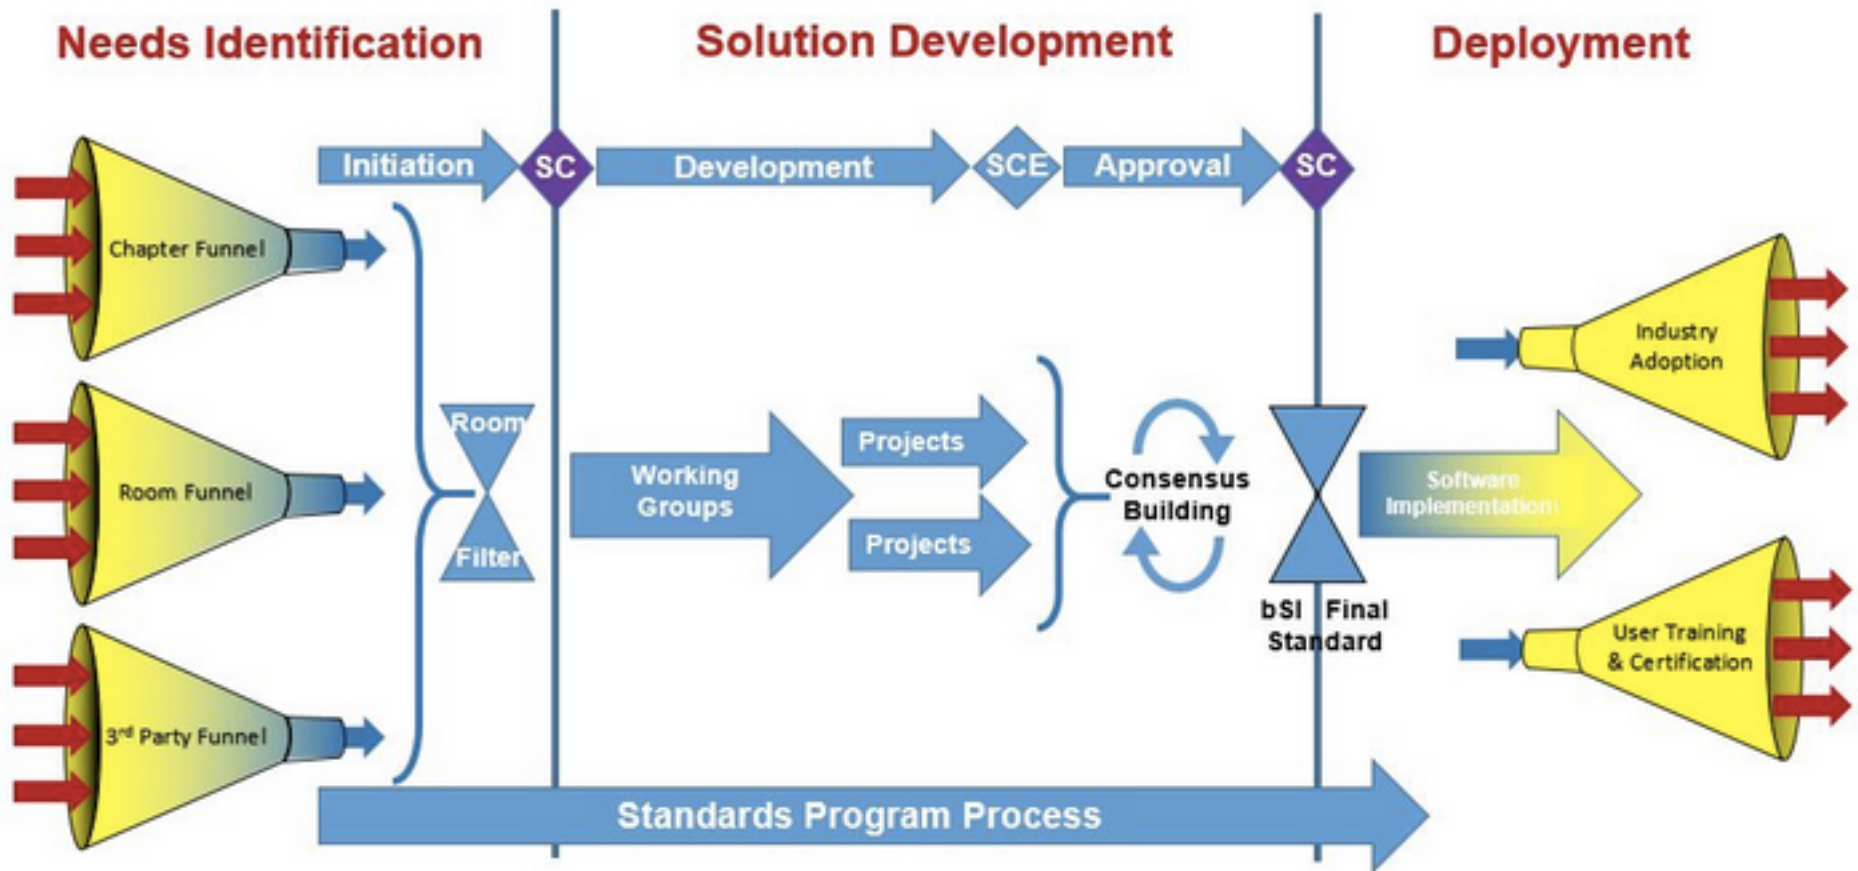 Needs Identification
Solution Development
Deployment
Initiation
SC
Development
SCE
Approval
SC
Chapter Funnel
Room Funnel
3rd Party Funnel
Room
Filter
Working
Groups
Projects
Projects
Consensus
Building
bSI Final
Standard
Software
Implementation
Industry
Adoption
User Training
& Certification
Standards Program Process